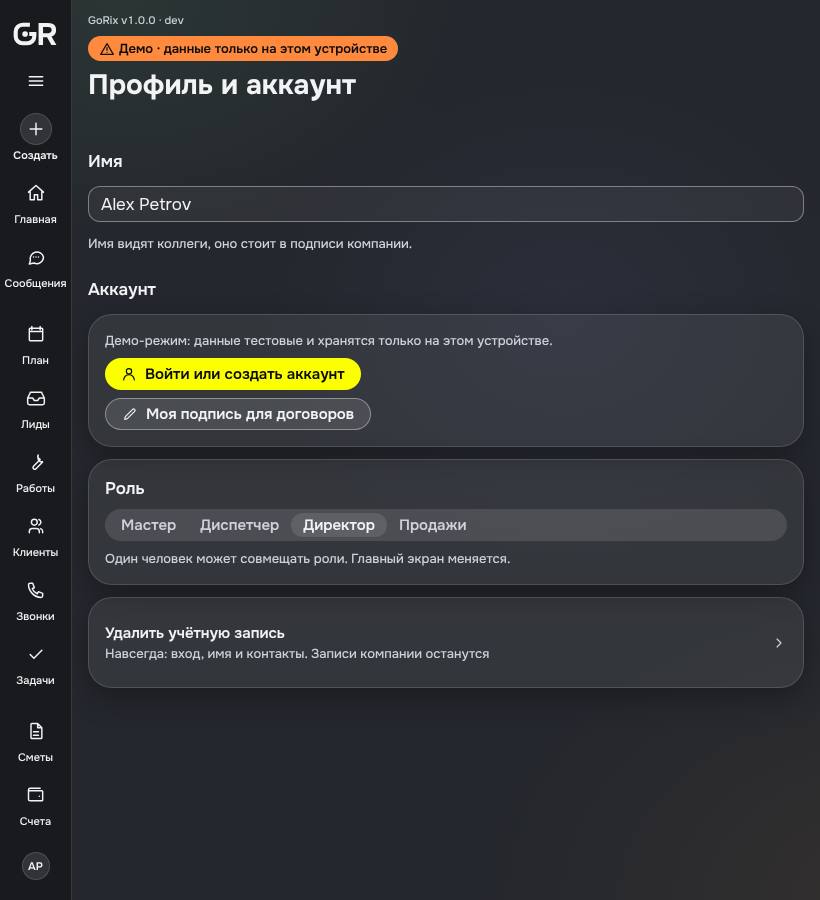 GR
GoRix v1.0.0 · dev
Демо · данные только на этом устройстве
Профиль и аккаунт
Создать
Главная
Сообщения
План
Лиды
Работы
Клиенты
Звонки
Задачи
Сметы
Счета
AP
Имя
Alex Petrov
Имя видят коллеги, оно стоит в подписи компании.
Аккаунт
Демо-режим: данные тестовые и хранятся только на этом устройстве.
Войти или создать аккаунт
Моя подпись для договоров
Роль
Мастер Диспетчер Директор Продажи
Один человек может совмещать роли. Главный экран меняется.
Удалить учётную запись
Навсегда: вход, имя и контакты. Записи компании останутся